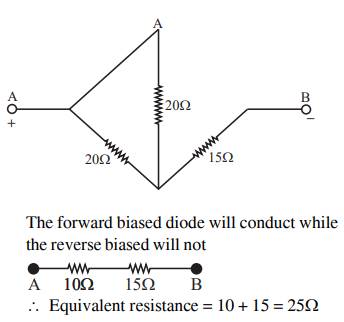 A
A
B
+
20Ω
−
20Ω
15Ω
The forward biased diode will conduct while
the reverse biased will not
A 10Ω 15Ω B
∴ Equivalent resistance = 10 + 15 = 25Ω